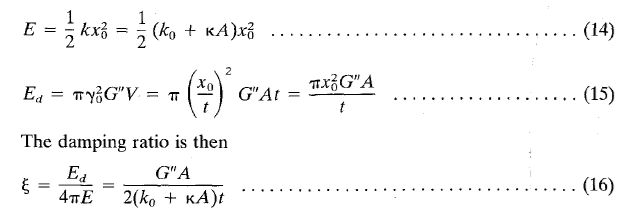 E = 1/2 kx₀² = 1/2 (k₀ + κA)x₀² .................................. (14)
E_d = πγ₀²G″V = π (x₀/t)² G″At = πx₀²G″A/t .................... (15)
The damping ratio is then
ξ = E_d/4πE = G″A/2(k₀ + κA)t .................................. (16)